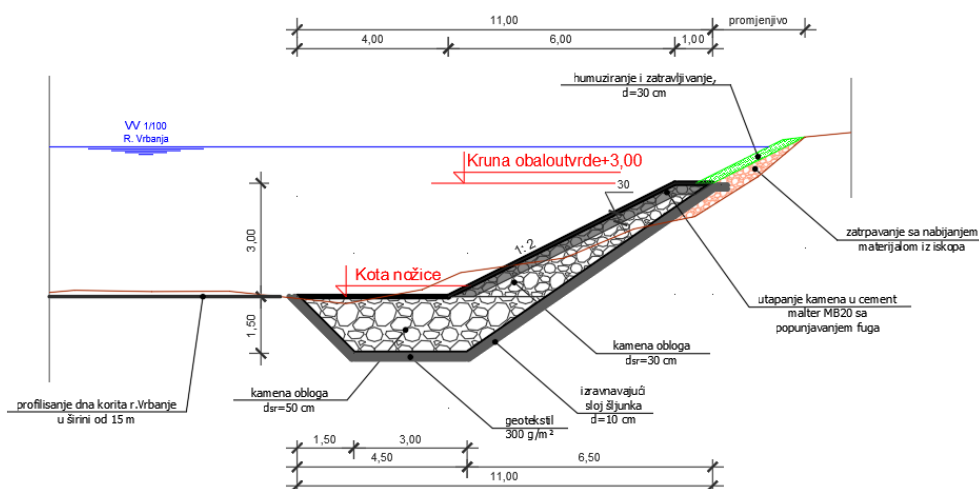 11,00
promjenjivo
4,00
6,00
1,00
humuziranje i zatravljivanje,
d=30 cm
VV 1/100
R. Vrbanja
Kruna obaloutvrde+3,00
30
3,00
1:2
zatrpavanje sa nabijanjem
materijalom iz iskopa
Kota nožice
1,50
utapanje kamena u cement
malter MB20 sa
popunjavanjem fuga
kamena obloga
dsr=30 cm
profilisanje dna korita r.Vrbanje
u širini od 15 m
kamena obloga
dsr=50 cm
geotekstil
300 g/m²
izravnavajući
sloj šljunka
d=10 cm
1,50
3,00
4,50
6,50
11,00